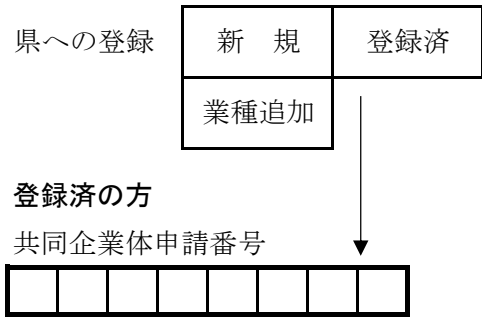 県への登録 新　規 登録済
業種追加
登録済の方
共同企業体申請番号